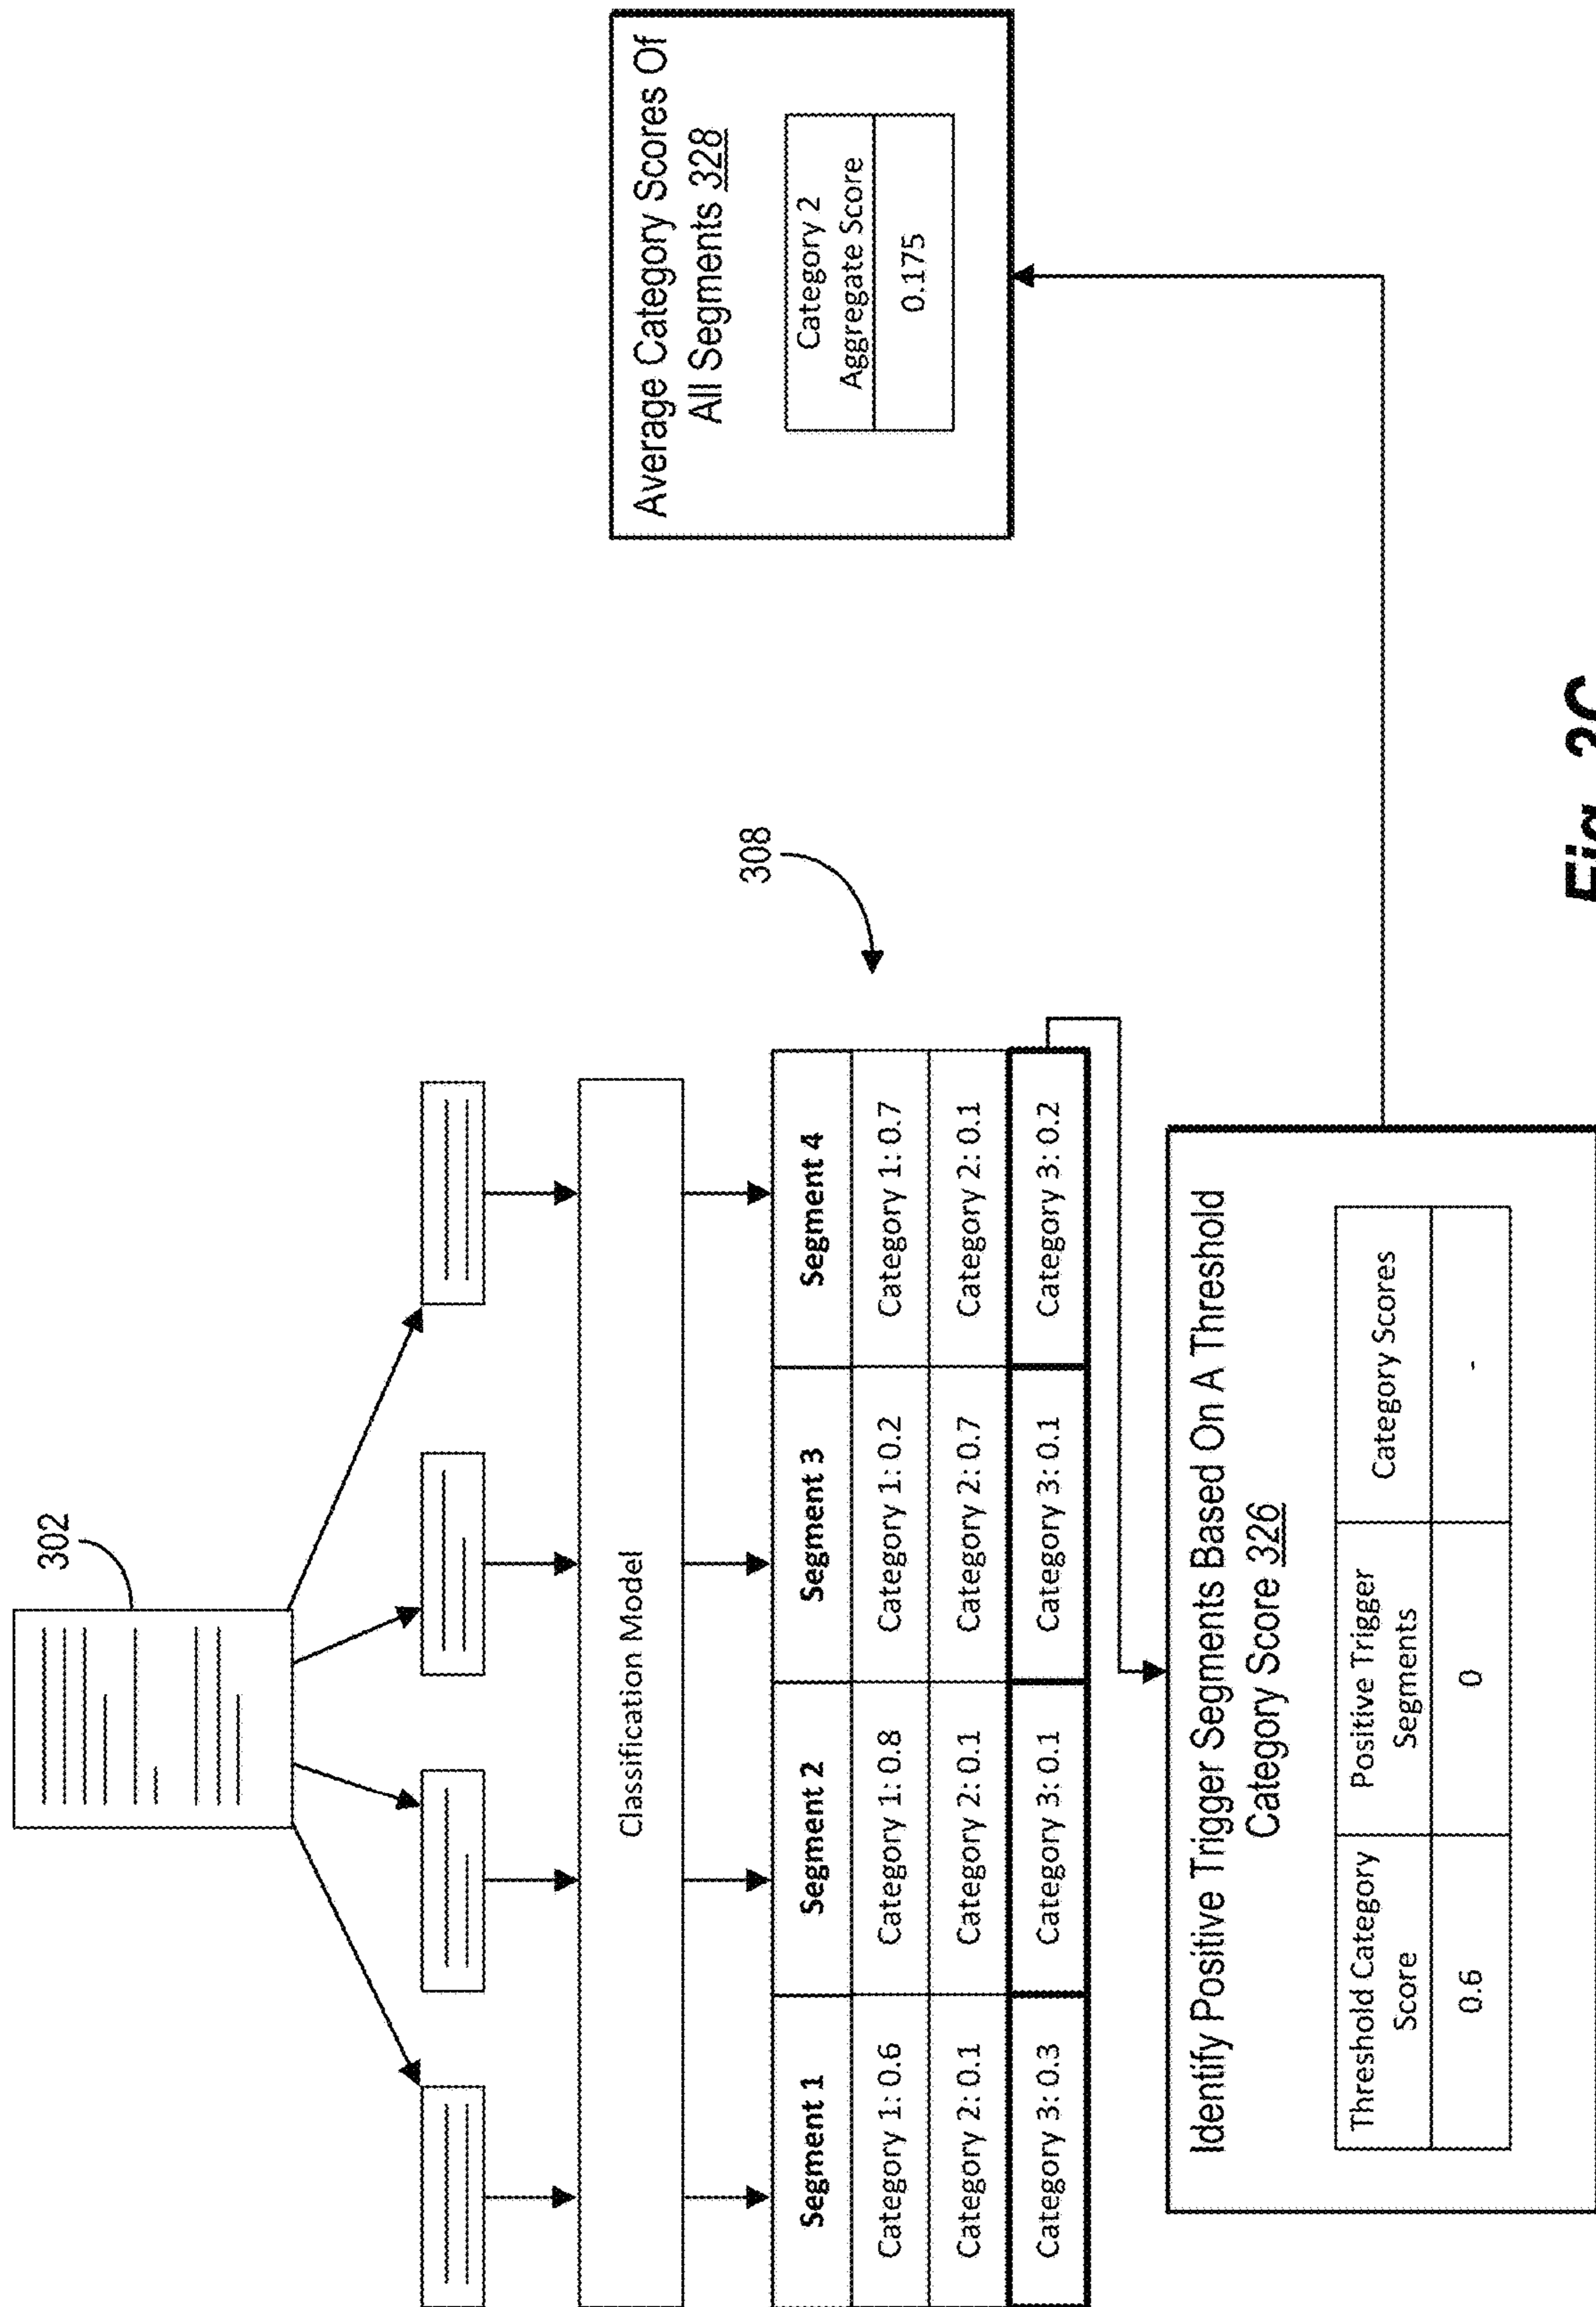 302
Classification Model
308
Segment 1
Segment 2
Segment 3
Segment 4
Category 1: 0.6
Category 1: 0.8
Category 1: 0.2
Category 1: 0.7
Category 2: 0.1
Category 2: 0.1
Category 2: 0.7
Category 2: 0.1
Category 3: 0.3
Category 3: 0.1
Category 3: 0.1
Category 3: 0.2
Identify Positive Trigger Segments Based On A Threshold
Category Score 326
Threshold Category
Score
Positive Trigger
Segments
Category Scores
0.6
0
-
Average Category Scores Of
All Segments 328
Category 2
Aggregate Score
0.175
Fig. 3C